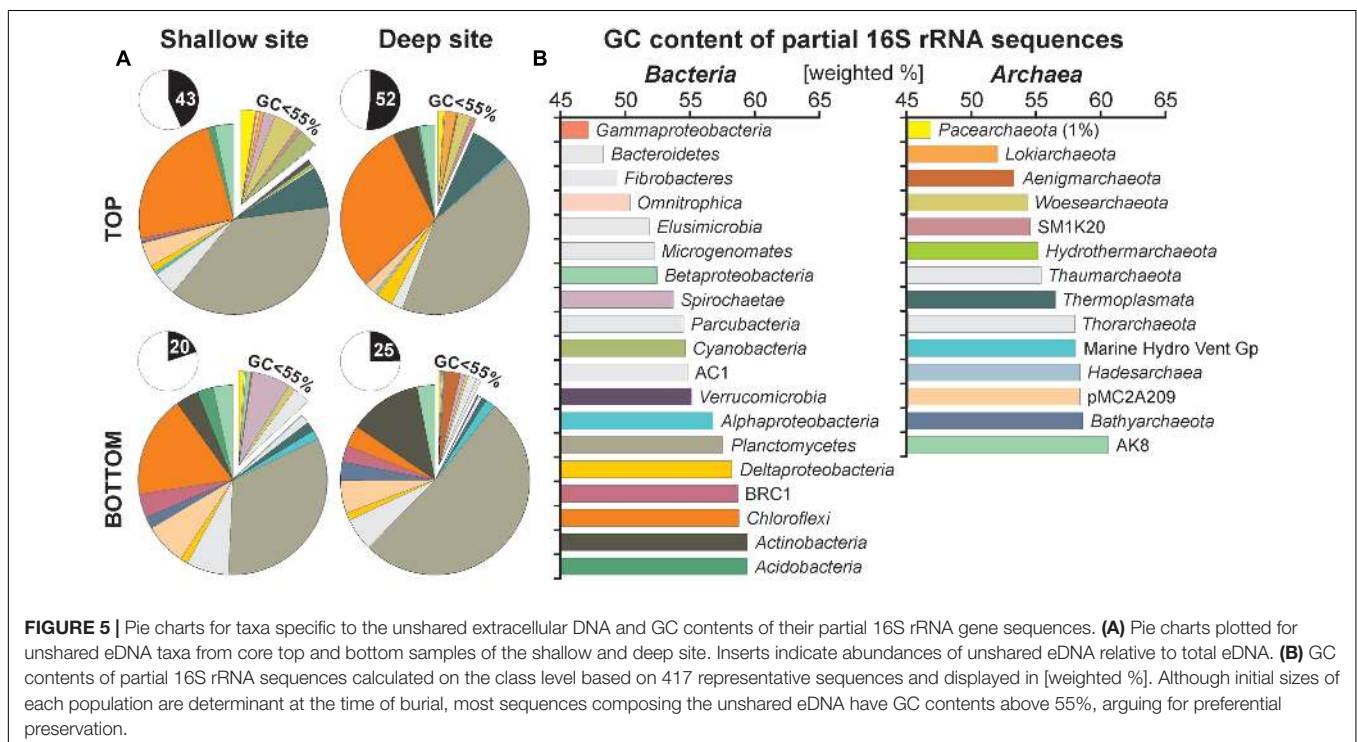 Shallow site
Deep site
GC content of partial 16S rRNA sequences
A
B
Bacteria
[weighted %]
Archaea
43
GC<55%
52
GC<55%
TOP
20
GC<55%
25
GC<55%
BOTTOM
45 50 55 60 65
Gammaproteobacteria
Bacteroidetes
Fibrobacteres
Omnitrophica
Elusimicrobia
Microgenomates
Betaproteobacteria
Spirochaetae
Parcubacteria
Cyanobacteria
AC1
Verrucomicrobia
Alphaproteobacteria
Planctomycetes
Deltaproteobacteria
BRC1
Chloroflexi
Actinobacteria
Acidobacteria
45 50 55 60 65
Pacearchaeota (1%)
Lokiarchaeota
Aenigmarchaeota
Woesearchaeota
SM1K20
Hydrothermarchaeota
Thaumarchaeota
Thermoplasmata
Thorarchaeota
Marine Hydro Vent Gp
Hadesarchaea
pMC2A209
Bathyarchaeota
AK8
FIGURE 5 | Pie charts for taxa specific to the unshared extracellular DNA and GC contents of their partial 16S rRNA gene sequences. (A) Pie charts plotted for
unshared eDNA taxa from core top and bottom samples of the shallow and deep site. Inserts indicate abundances of unshared eDNA relative to total eDNA. (B) GC
contents of partial 16S rRNA sequences calculated on the class level based on 417 representative sequences and displayed in [weighted %]. Although initial sizes of
each population are determinant at the time of burial, most sequences composing the unshared eDNA have GC contents above 55%, arguing for preferential
preservation.